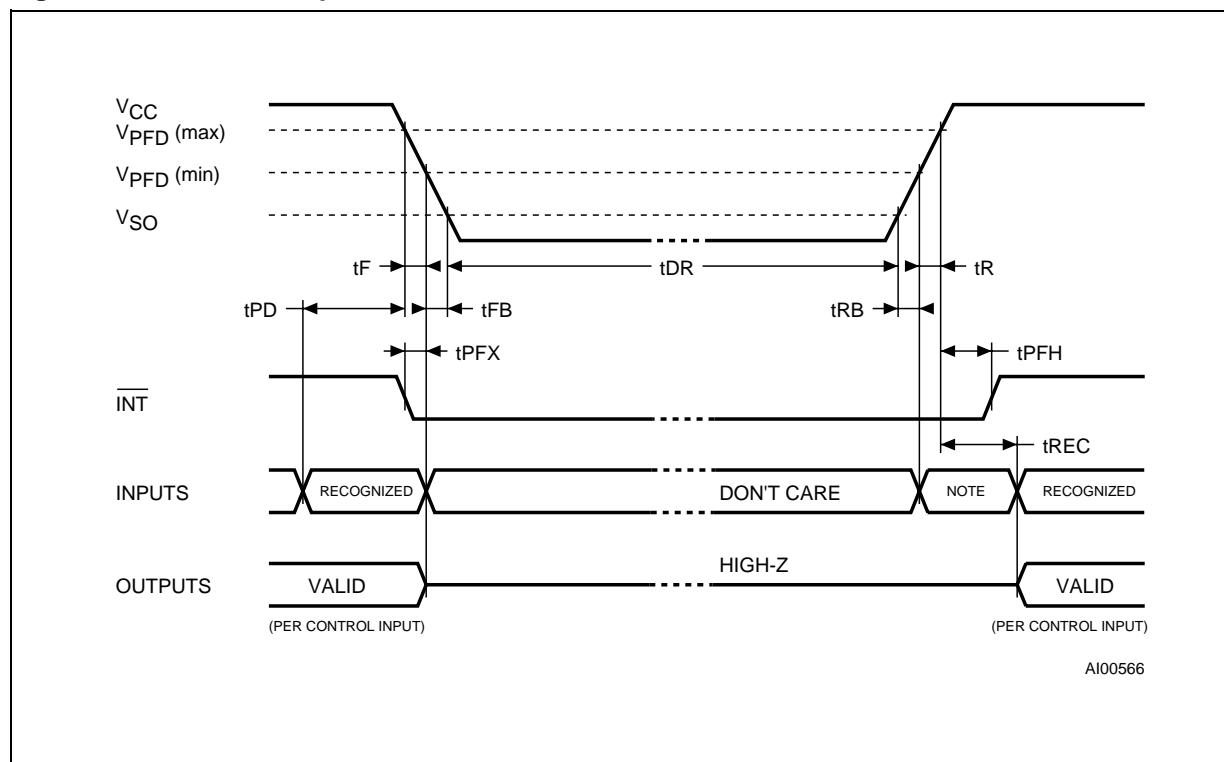 VCC
VPFD (max)
VPFD (min)
VSO
tF
tDR
tR
tPD
tFB
tRB
tPFX
tPFH
INT
tREC
INPUTS
RECOGNIZED
DON'T CARE
NOTE
RECOGNIZED
HIGH-Z
OUTPUTS
VALID
VALID
(PER CONTROL INPUT)
(PER CONTROL INPUT)
AI00566